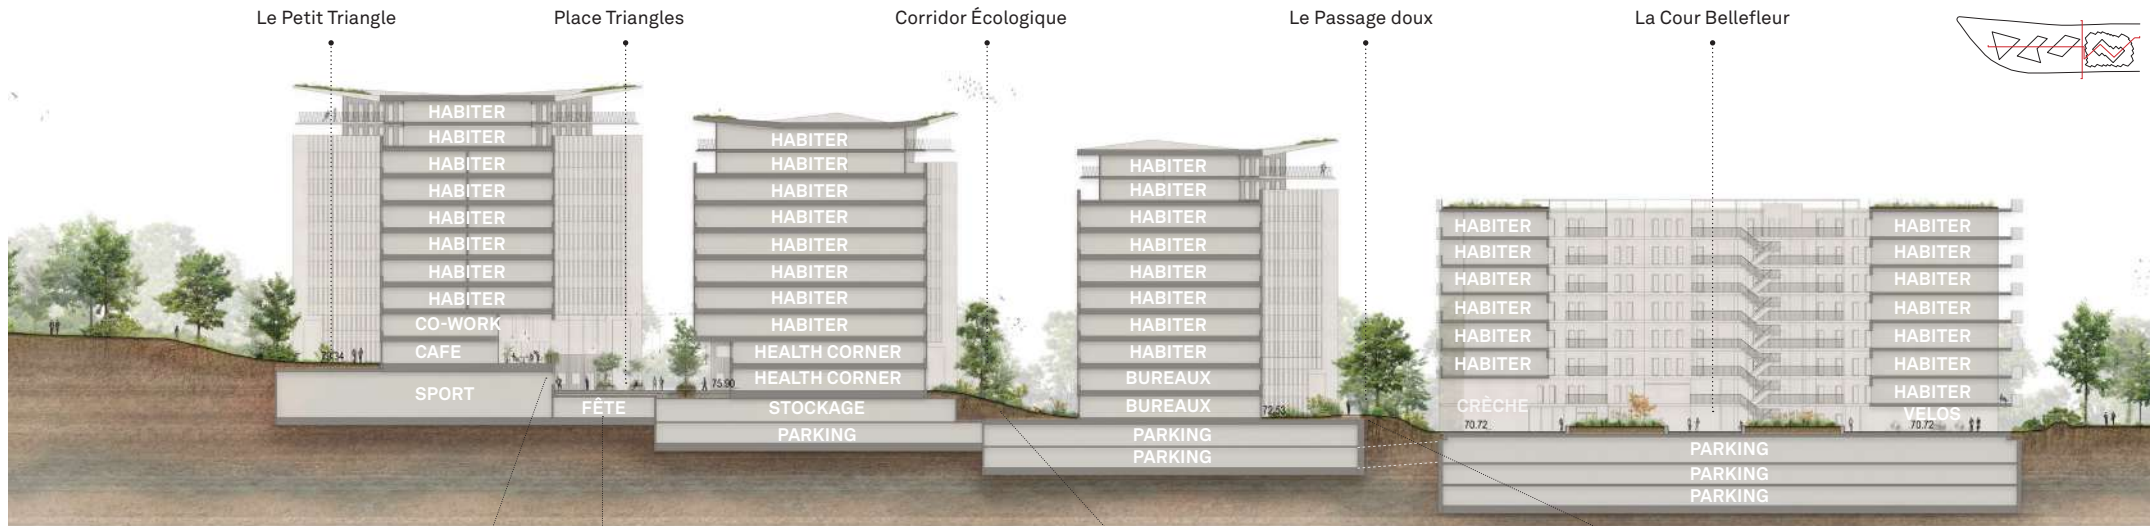 Le Petit Triangle
Place Triangles
Corridor Écologique
Le Passage doux
La Cour Bellefleur
HABITER
HABITER
HABITER
HABITER
HABITER
HABITER
HABITER
HABITER
CO-WORK
CAFE
SPORT
FÊTE
75.90
HABITER
HABITER
HABITER
HABITER
HABITER
HABITER
HABITER
HABITER
HEALTH CORNER
HEALTH CORNER
STOCKAGE
PARKING
HABITER
HABITER
HABITER
HABITER
HABITER
HABITER
HABITER
HABITER
BUREAUX
BUREAUX
PARKING
PARKING
72.53
HABITER
HABITER
HABITER
HABITER
HABITER
HABITER
CRÈCHE
70.72
HABITER
HABITER
HABITER
HABITER
HABITER
HABITER
HABITER
VELOS
70.72
PARKING
PARKING
PARKING